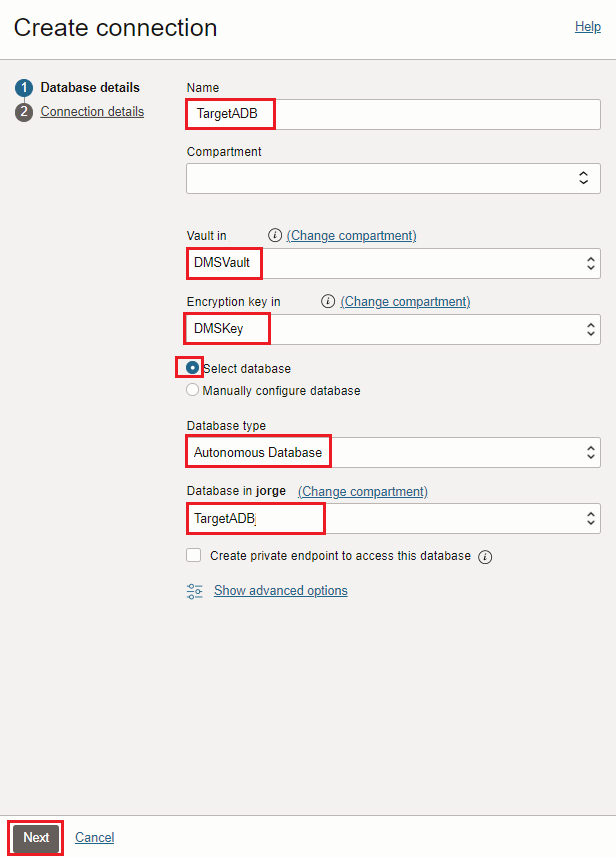 Create connection
Help
1 Database details
2 Connection details
Name
TargetADB
Compartment
Vault in (Change compartment)
DMSVault
Encryption key in (Change compartment)
DMSKey
Select database
Manually configure database
Database type
Autonomous Database
Database in jorge (Change compartment)
TargetADBj
Create private endpoint to access this database
Show advanced options
Next Cancel